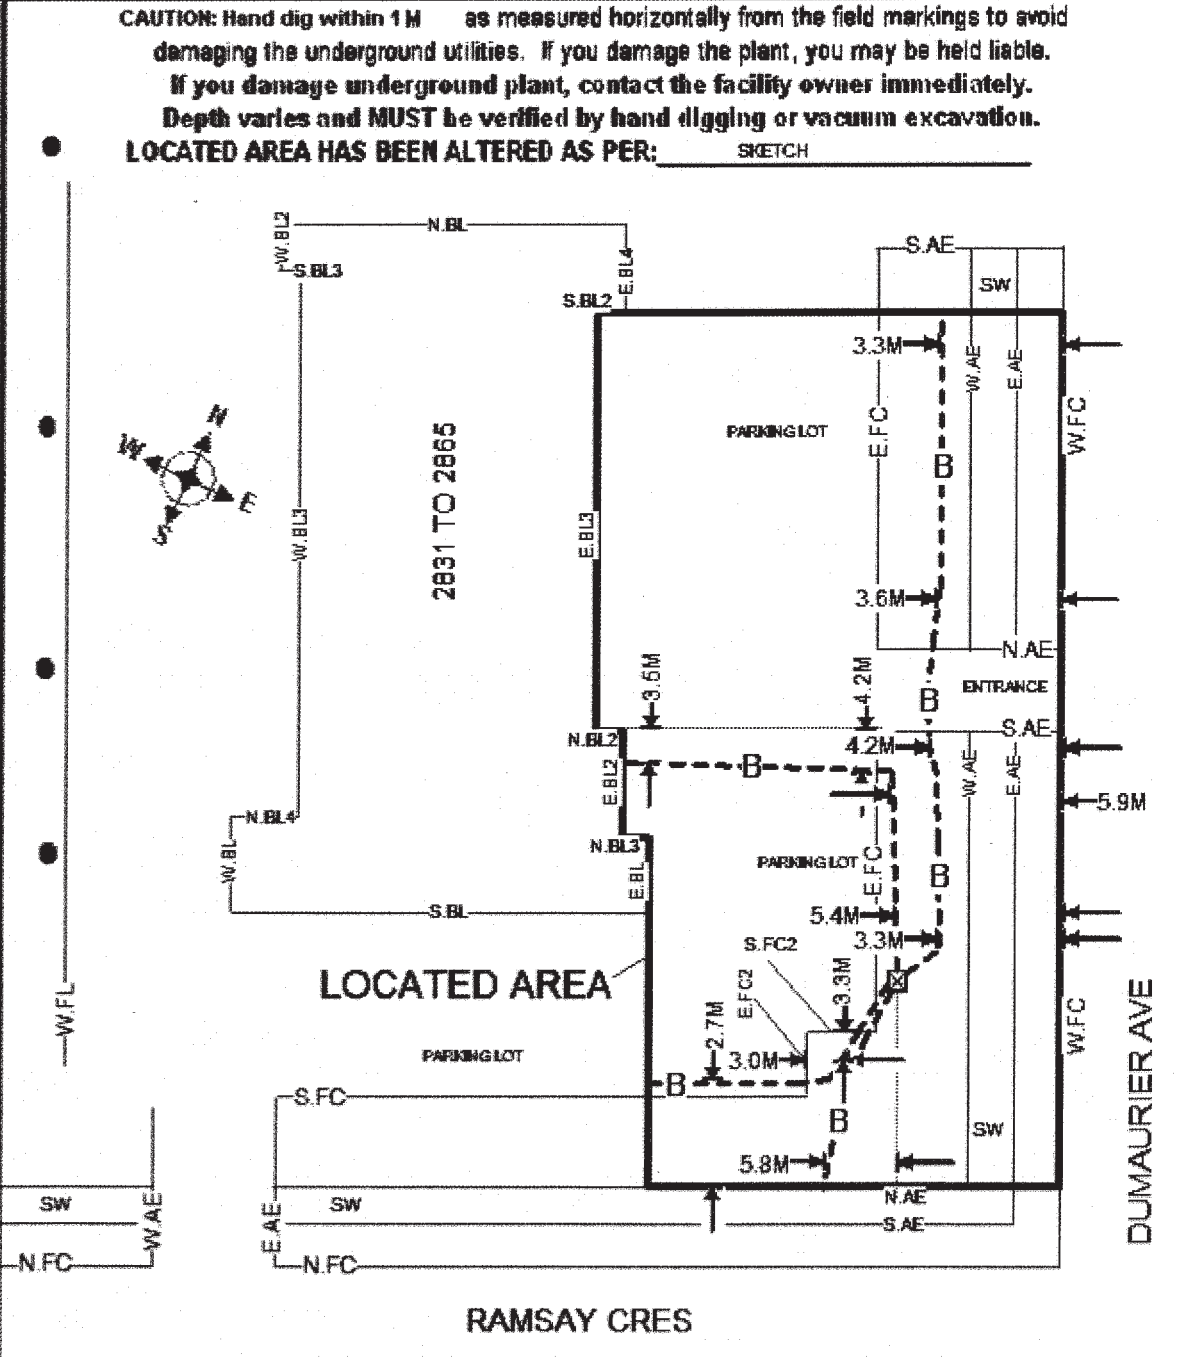 CAUTION: Hand dig within 1 M as measured horizontally from the field markings to avoid
damaging the underground utilities. If you damage the plant, you may be held liable.
If you damage underground plant, contact the facility owner immediately.
Depth varies and MUST be verified by hand digging or vacuum excavation.
LOCATED AREA HAS BEEN ALTERED AS PER: SKETCH
W.BL2
N.BL
E.BL4
S.BL3
S.BL2
S.AE
SW
3.3M
W.AE
E.AE
E.FC
W.FC
PARKING LOT
N
W
E
S
B
2831 TO 2865
W.BL3
E.BL3
3.6M
N.AE
3.5M
4.2M
ENTRANCE
B
S.AE
N.BL2
4.2M
E.BL2
B
W.AE
E.AE
5.9M
N.BL4
W.BL
N.BL3
E.BL
PARKING LOT
E.FC
B
S.BL
5.4M
S.FC2
3.3M
LOCATED AREA
E.FC2
3.3M
W.FL
2.7M
W.FC
PARKING LOT
3.0M
B
S.FC
B
SW
5.8M
DUMAURIER AVE
SW
W.AE
E.AE
SW
N.AE
S.AE
N.FC
N.FC
RAMSAY CRES